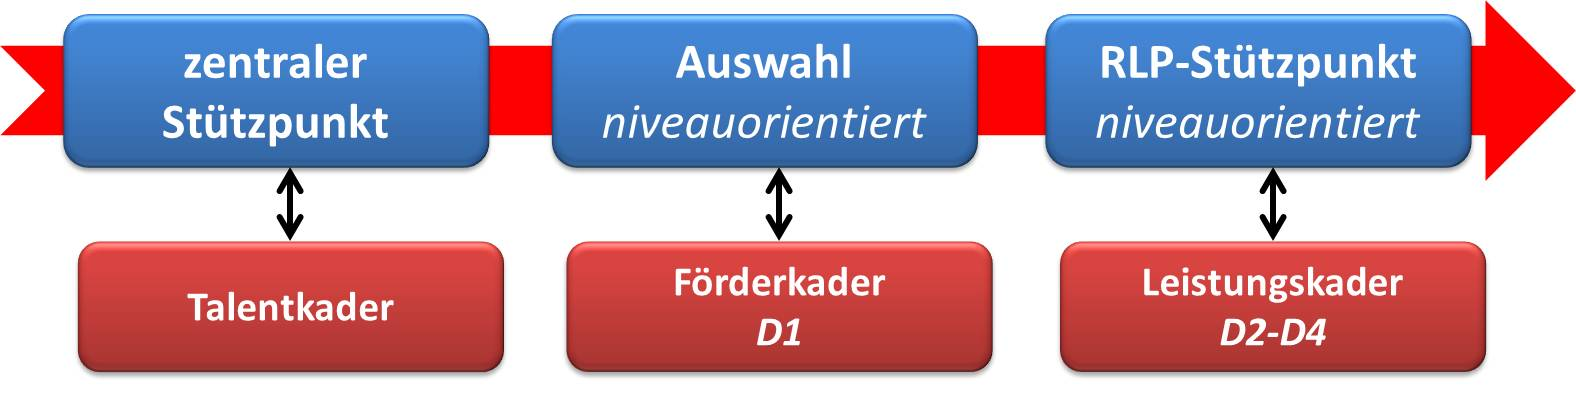 zentraler
Stützpunkt
Auswahl
niveauorientiert
RLP-Stützpunkt
niveauorientiert
Talentkader
Förderkader
D1
Leistungskader
D2-D4